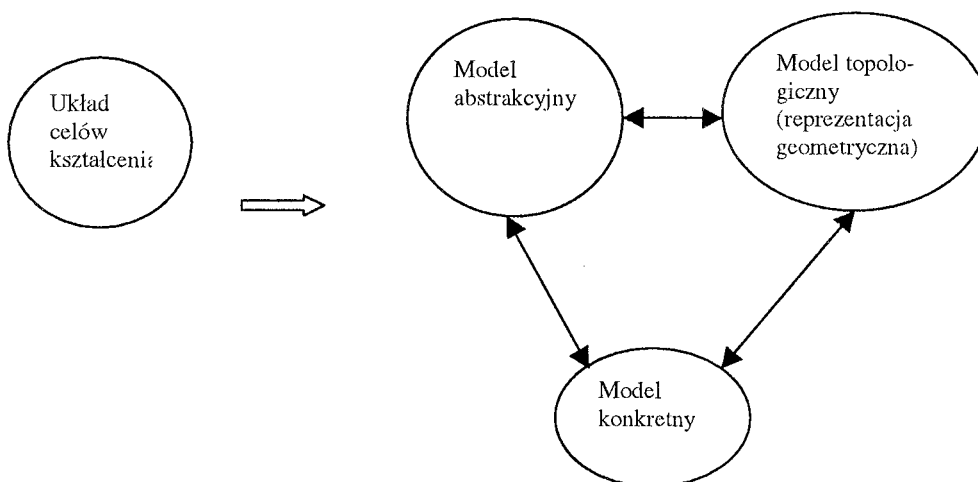 Układ
celów
kształcenia
Model
abstrakcyjny
Model topolo-
giczny
(reprezentacja
geometryczna)
Model
konkretny